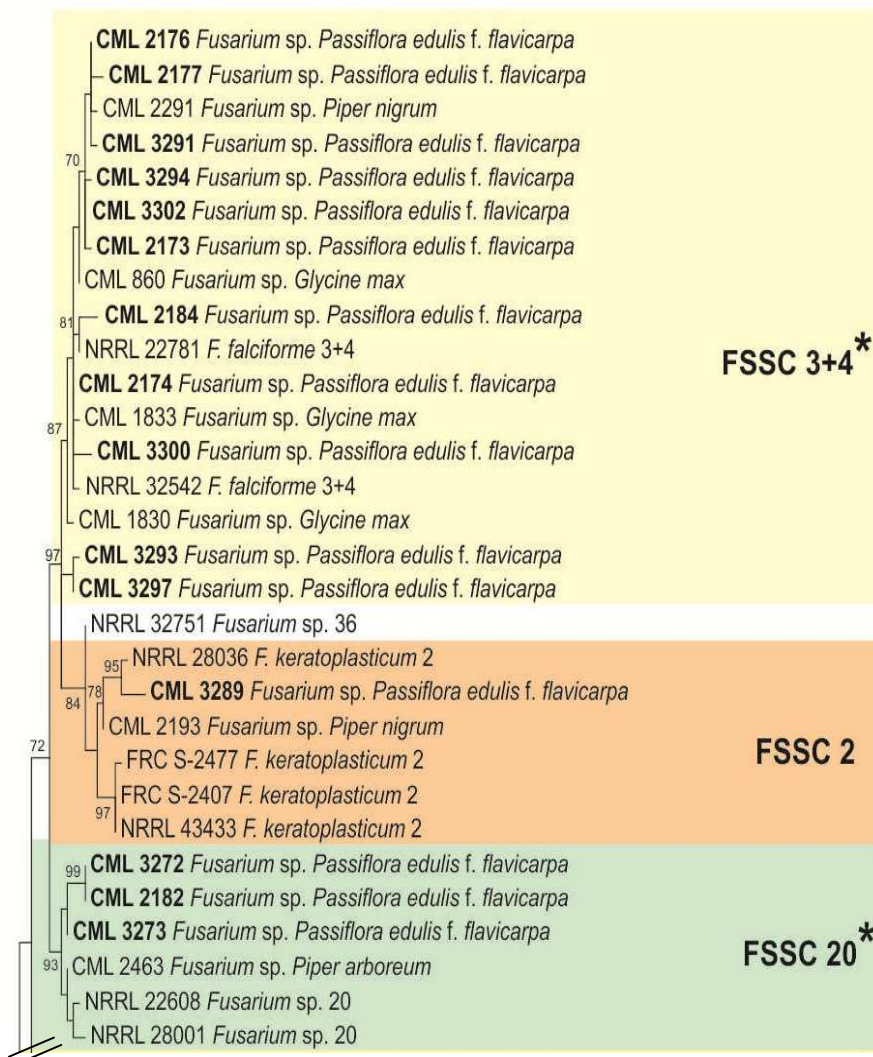 CML 2176 Fusarium sp. Passiflora edulis f. flavicarpa
CML 2177 Fusarium sp. Passiflora edulis f. flavicarpa
CML 2291 Fusarium sp. Piper nigrum
CML 3291 Fusarium sp. Passiflora edulis f. flavicarpa
70
CML 3294 Fusarium sp. Passiflora edulis f. flavicarpa
CML 3302 Fusarium sp. Passiflora edulis f. flavicarpa
CML 2173 Fusarium sp. Passiflora edulis f. flavicarpa
CML 860 Fusarium sp. Glycine max
81
CML 2184 Fusarium sp. Passiflora edulis f. flavicarpa
NRRL 22781 F. falciforme 3+4
FSSC 3+4*
CML 2174 Fusarium sp. Passiflora edulis f. flavicarpa
CML 1833 Fusarium sp. Glycine max
87
CML 3300 Fusarium sp. Passiflora edulis f. flavicarpa
NRRL 32542 F. falciforme 3+4
CML 1830 Fusarium sp. Glycine max
97
CML 3293 Fusarium sp. Passiflora edulis f. flavicarpa
CML 3297 Fusarium sp. Passiflora edulis f. flavicarpa
NRRL 32751 Fusarium sp. 36
NRRL 28036 F. keratoplasticum 2
95
84
78
CML 3289 Fusarium sp. Passiflora edulis f. flavicarpa
CML 2193 Fusarium sp. Piper nigrum
72
FRC S-2477 F. keratoplasticum 2
FSSC 2
FRC S-2407 F. keratoplasticum 2
97
NRRL 43433 F. keratoplasticum 2
CML 3272 Fusarium sp. Passiflora edulis f. flavicarpa
99
CML 2182 Fusarium sp. Passiflora edulis f. flavicarpa
CML 3273 Fusarium sp. Passiflora edulis f. flavicarpa
FSSC 20*
93
CML 2463 Fusarium sp. Piper arboreum
NRRL 22608 Fusarium sp. 20
NRRL 28001 Fusarium sp. 20